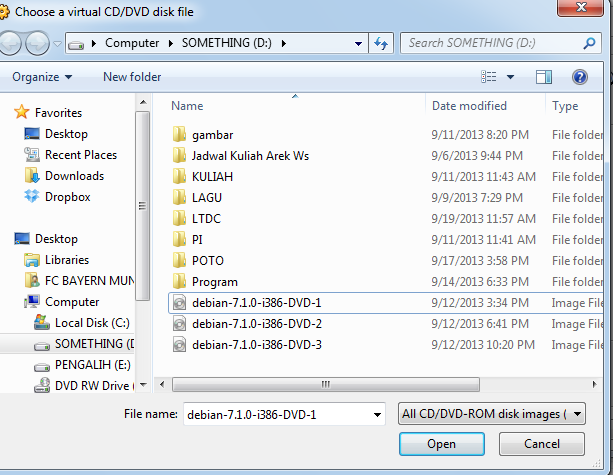 Choose a virtual CD/DVD disk file
Computer SOMETHING (D:)
Search SOMETHING (D:)
Organize New folder
Favorites
Desktop
Recent Places
Downloads
Dropbox
Desktop
Libraries
FC BAYERN MUN
Computer
Local Disk (C:)
SOMETHING (D
PENGALIH (E:)
DVD RW Drive (
Name Date modified Type
gambar 9/11/2013 8:20 PM File folder
Jadwal Kuliah Arek Ws 9/6/2013 9:44 PM File folder
KULIAH 9/11/2013 11:43 AM File folder
LAGU 9/9/2013 7:29 PM File folder
LTDC 9/19/2013 11:57 AM File folder
PI 9/11/2013 11:41 AM File folder
POTO 9/17/2013 3:58 PM File folder
Program 9/14/2013 6:33 PM File folder
debian-7.1.0-i386-DVD-1 9/12/2013 3:34 PM Image File
debian-7.1.0-i386-DVD-2 9/12/2013 6:41 PM Image File
debian-7.1.0-i386-DVD-3 9/12/2013 10:20 PM Image File
File name: debian-7.1.0-i386-DVD-1 All CD/DVD-ROM disk images (
Open Cancel